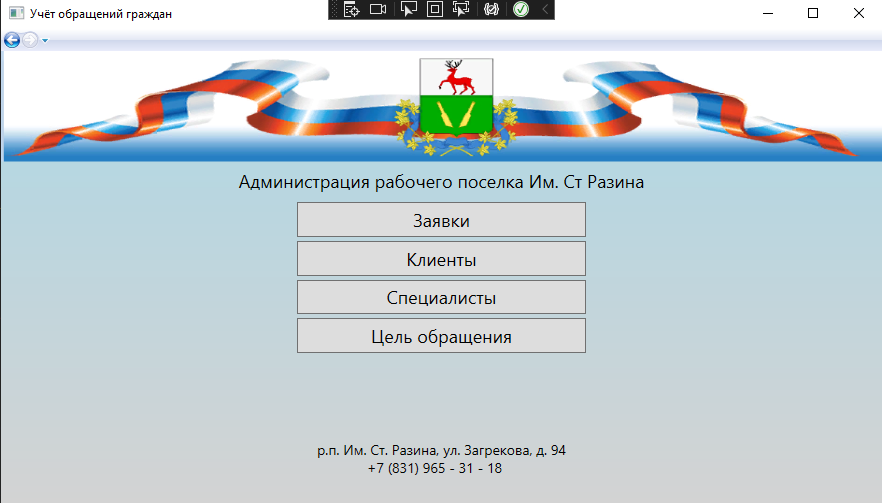 Учёт обращений граждан
Администрация рабочего поселка Им. Ст Разина
Заявки
Клиенты
Специалисты
Цель обращения
р.п. Им. Ст. Разина, ул. Загрекова, д. 94
+7 (831) 965 - 31 - 18